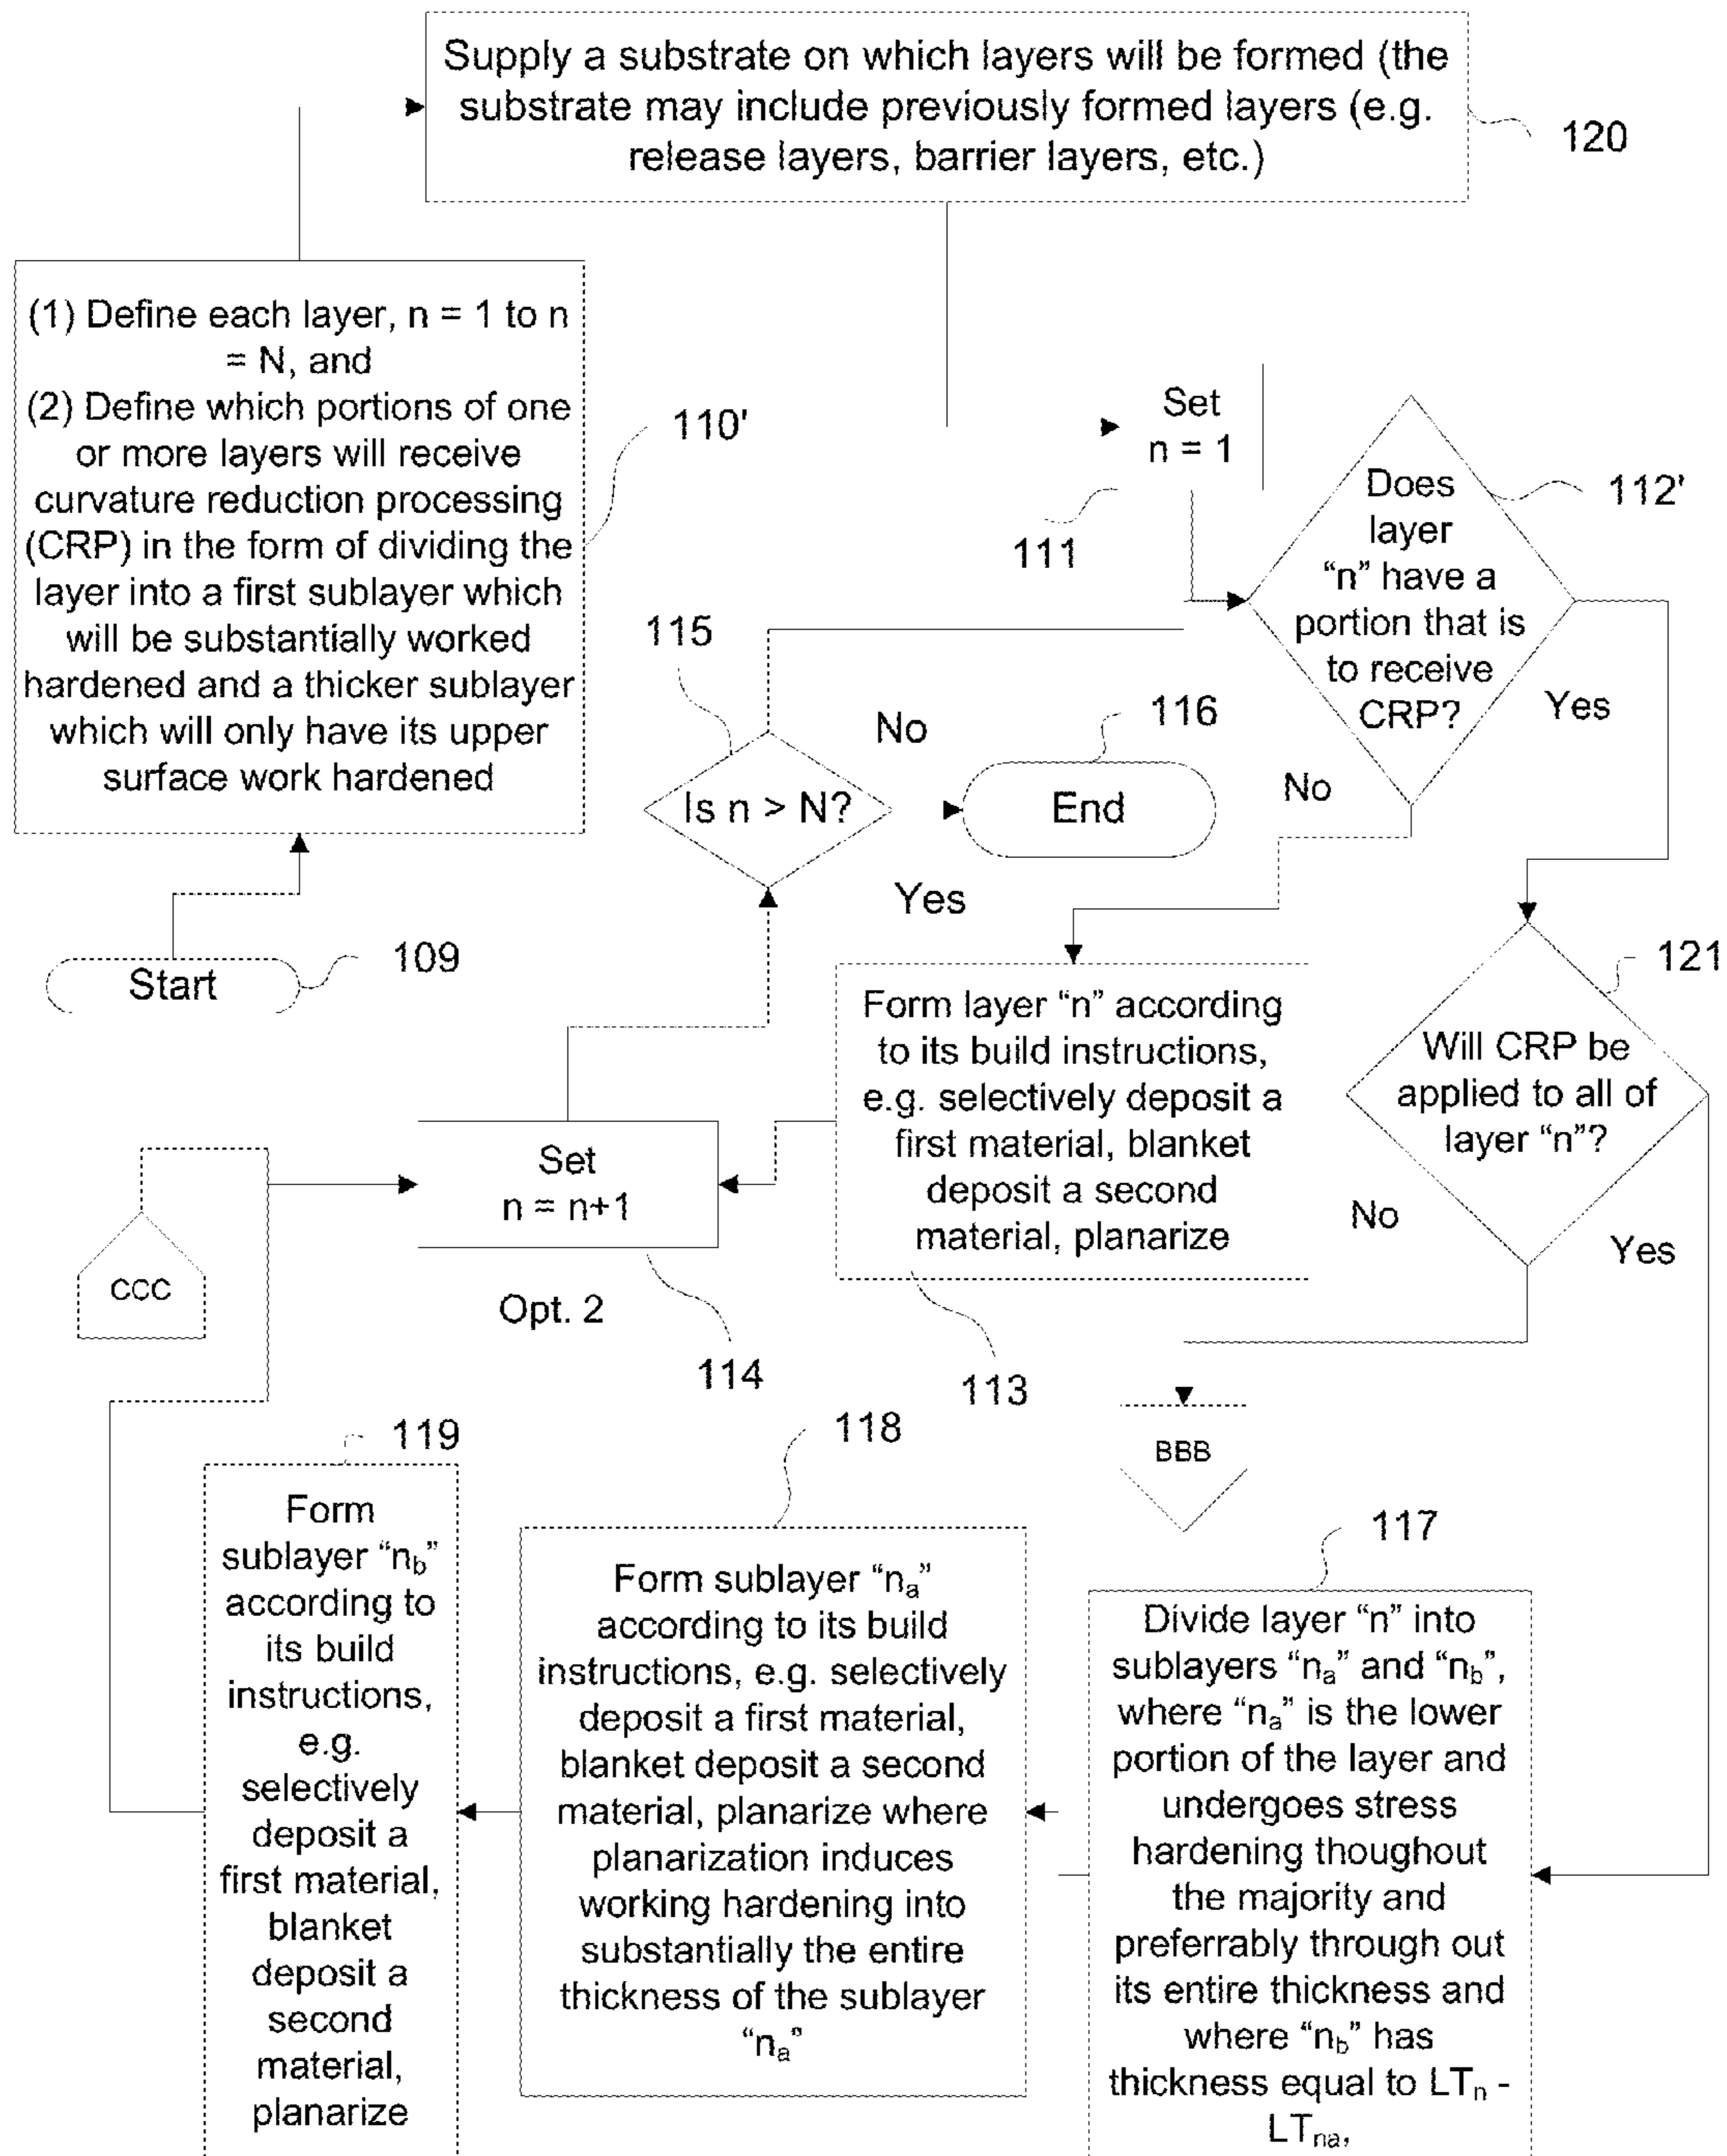 Supply a substrate on which layers will be formed (the
substrate may include previously formed layers (e.g.
release layers, barrier layers, etc.)
120
(1) Define each layer, n = 1 to n
= N, and
(2) Define which portions of one
or more layers will receive
curvature reduction processing
(CRP) in the form of dividing the
layer into a first sublayer which
will be substantially worked
hardened and a thicker sublayer
which will only have its upper
surface work hardened
110'
Set
n = 1
111
Does
layer
“n” have a
portion that is
to receive
CRP?
112'
Yes
No
115
Is n > N?
No
Yes
116
End
Start
109
Form layer “n” according
to its build instructions,
e.g. selectively deposit a
first material, blanket
deposit a second
material, planarize
113
121
Will CRP be
applied to all of
layer “n”?
No
Yes
CCC
Set
n = n+1
Opt. 2
114
BBB
119
Form
sublayer “nb”
according to
its build
instructions,
e.g.
selectively
deposit a
first material,
blanket
deposit a
second
material,
planarize
118
Form sublayer “na”
according to its build
instructions, e.g. selectively
deposit a first material,
blanket deposit a second
material, planarize where
planarization induces
working hardening into
substantially the entire
thickness of the sublayer
“na”
117
Divide layer “n” into
sublayers “na” and “nb”,
where “na” is the lower
portion of the layer and
undergoes stress
hardening thoughout
the majority and
preferrably through out
its entire thickness and
where “nb” has
thickness equal to LTn -
LTna,